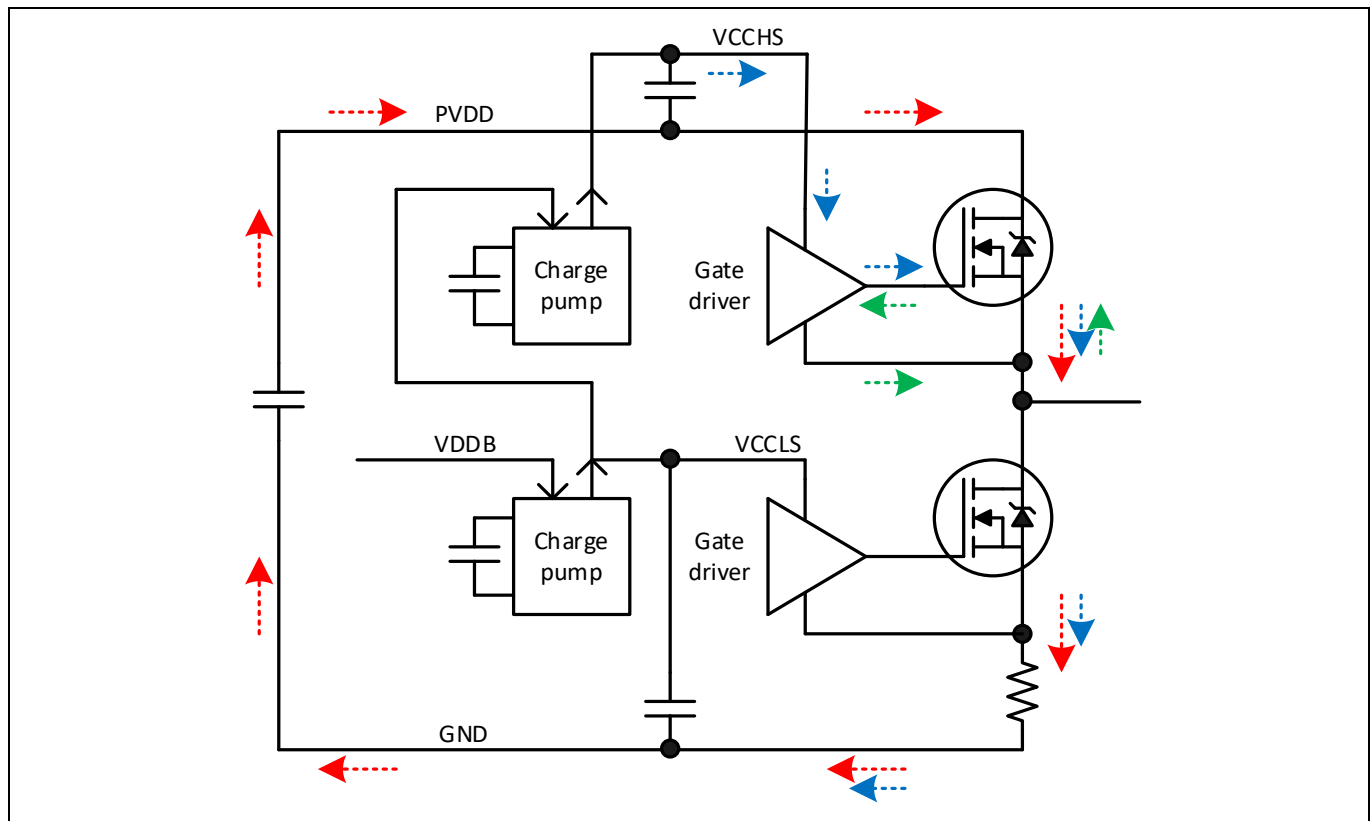 VCCHS
PVDD
Charge
pump
Gate
driver
VDDB
VCCLS
Charge
pump
Gate
driver
GND